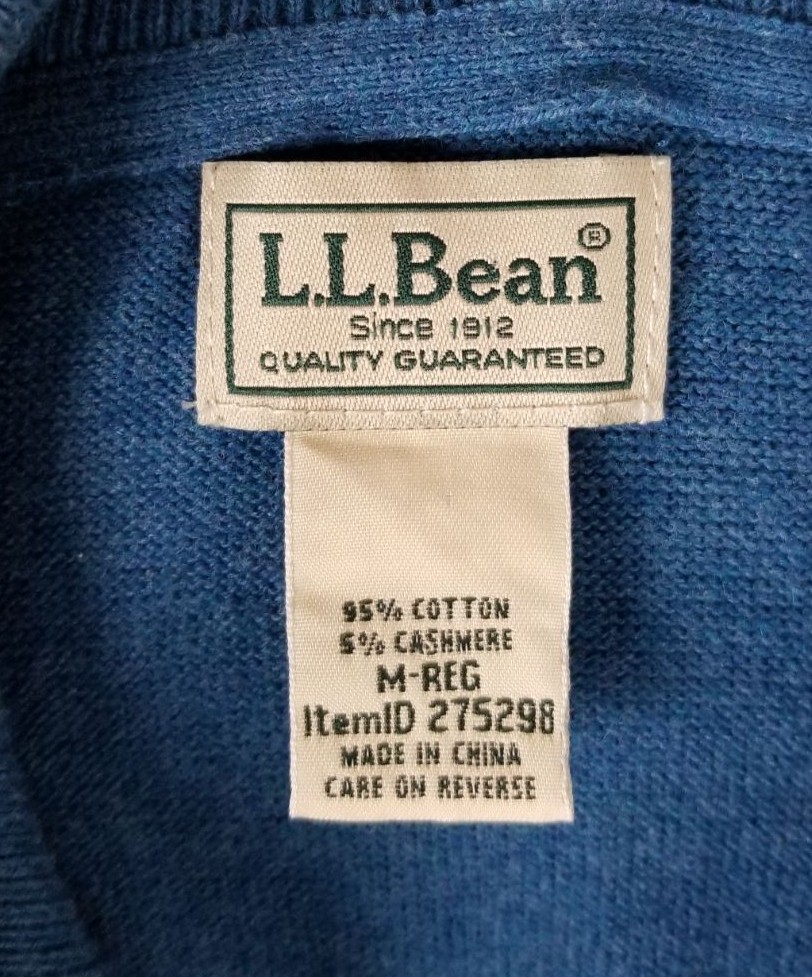 L.L.Bean®
Since 1912
QUALITY GUARANTEED
95% COTTON
5% CASHMERE
M-REG
ItemID 275298
MADE IN CHINA
CARE ON REVERSE